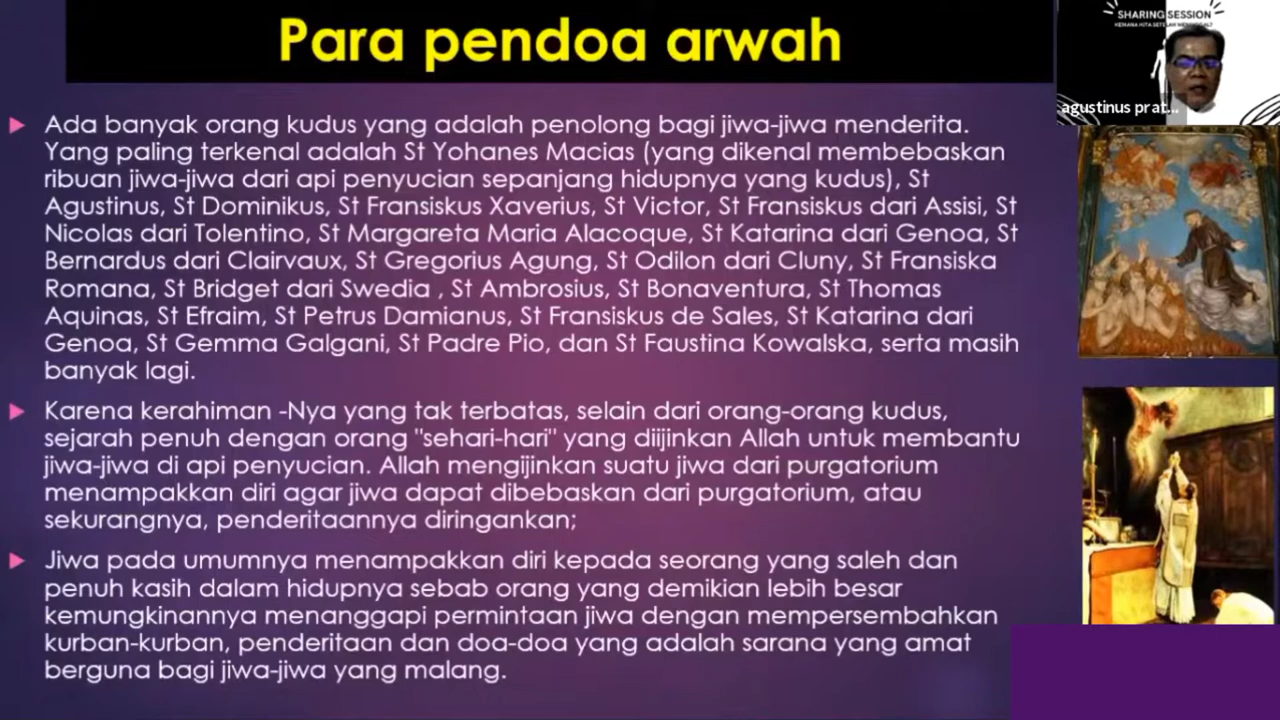 Para pendoa arwah
SHARING SESSION
agustinus prat...
Ada banyak orang kudus yang adalah penolong bagi jiwa-jiwa menderita.
Yang paling terkenal adalah St Yohanes Macias (yang dikenal membebaskan
ribuan jiwa-jiwa dari api penyucian sepanjang hidupnya yang kudus), St
Agustinus, St Dominikus, St Fransiskus Xaverius, St Victor, St Fransiskus dari Assisi, St
Nicolas dari Tolentino, St Margareta Maria Alacoque, St Katarina dari Genoa, St
Bernardus dari Clairvaux, St Gregorius Agung, St Odilon dari Cluny, St Fransiska
Romana, St Bridget dari Swedia , St Ambrosius, St Bonaventura, St Thomas
Aquinas, St Efraim, St Petrus Damianus, St Fransiskus de Sales, St Katarina dari
Genoa, St Gemma Galgani, St Padre Pio, dan St Faustina Kowalska, serta masih
banyak lagi.
Karena kerahiman -Nya yang tak terbatas, selain dari orang-orang kudus,
sejarah penuh dengan orang "sehari-hari" yang diijinkan Allah untuk membantu
jiwa-jiwa di api penyucian. Allah mengijinkan suatu jiwa dari purgatorium
menampakkan diri agar jiwa dapat dibebaskan dari purgatorium, atau
sekurangnya, penderitaannya diringankan;
Jiwa pada umumnya menampakkan diri kepada seorang yang saleh dan
penuh kasih dalam hidupnya sebab orang yang demikian lebih besar
kemungkinannya menanggapi permintaan jiwa dengan mempersembahkan
kurban-kurban, penderitaan dan doa-doa yang adalah sarana yang amat
berguna bagi jiwa-jiwa yang malang.